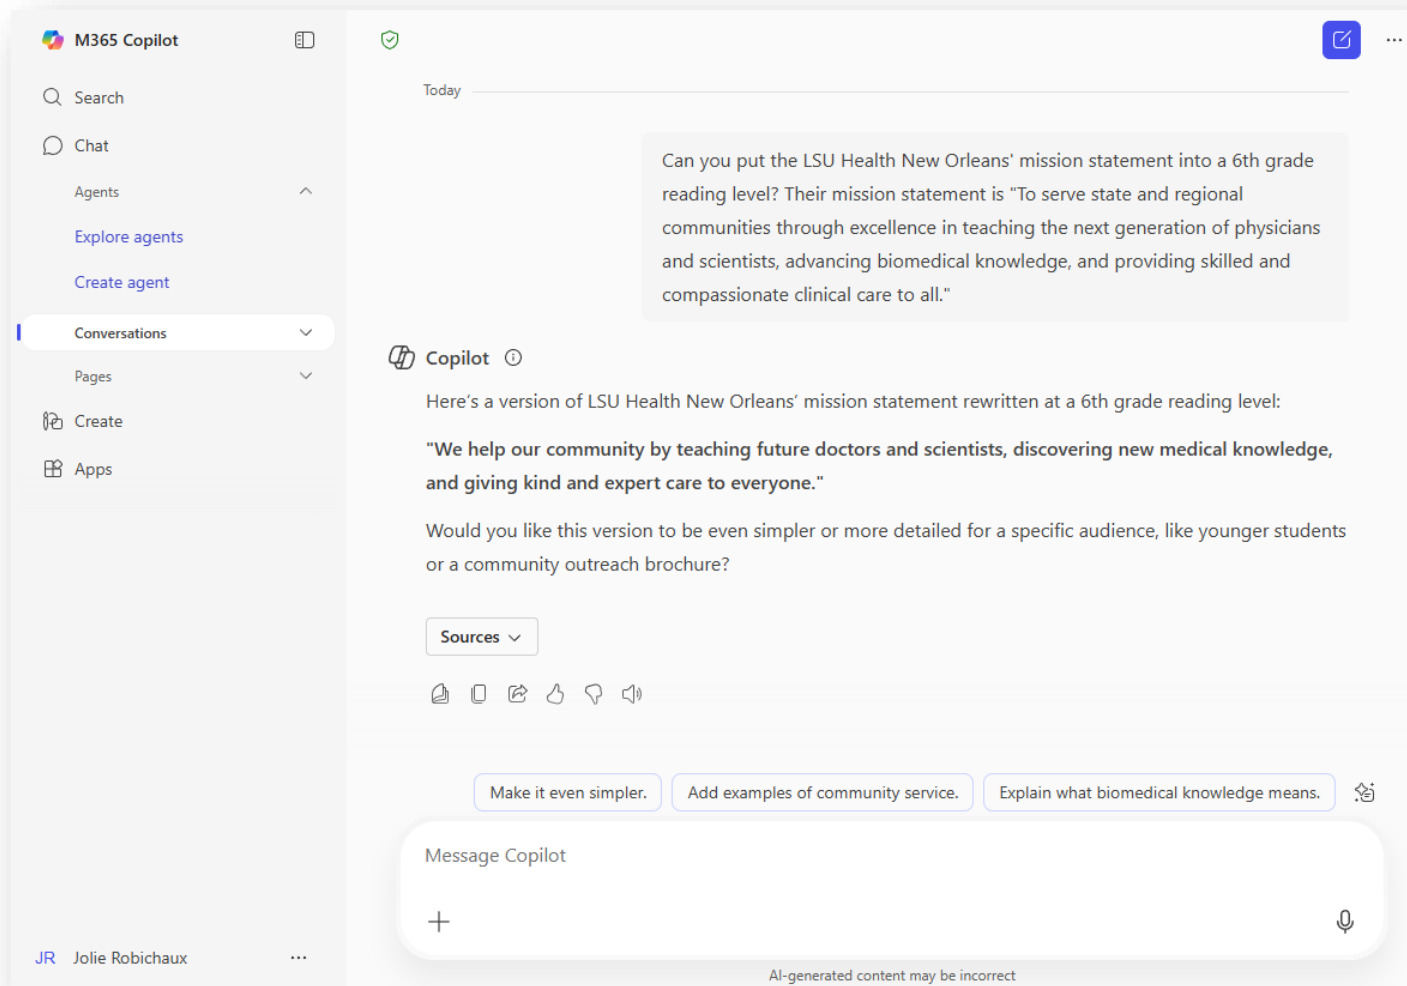 M365 Copilot
Search
Chat
Agents
Explore agents
Create agent
Conversations
Pages
Create
Apps
JR Jolie Robichaux
Today
Can you put the LSU Health New Orleans' mission statement into a 6th grade
reading level? Their mission statement is "To serve state and regional
communities through excellence in teaching the next generation of physicians
and scientists, advancing biomedical knowledge, and providing skilled and
compassionate clinical care to all."
Copilot
Here's a version of LSU Health New Orleans' mission statement rewritten at a 6th grade reading level:
"We help our community by teaching future doctors and scientists, discovering new medical knowledge,
and giving kind and expert care to everyone."
Would you like this version to be even simpler or more detailed for a specific audience, like younger students
or a community outreach brochure?
Sources
Make it even simpler. Add examples of community service. Explain what biomedical knowledge means.
Message Copilot
AI-generated content may be incorrect